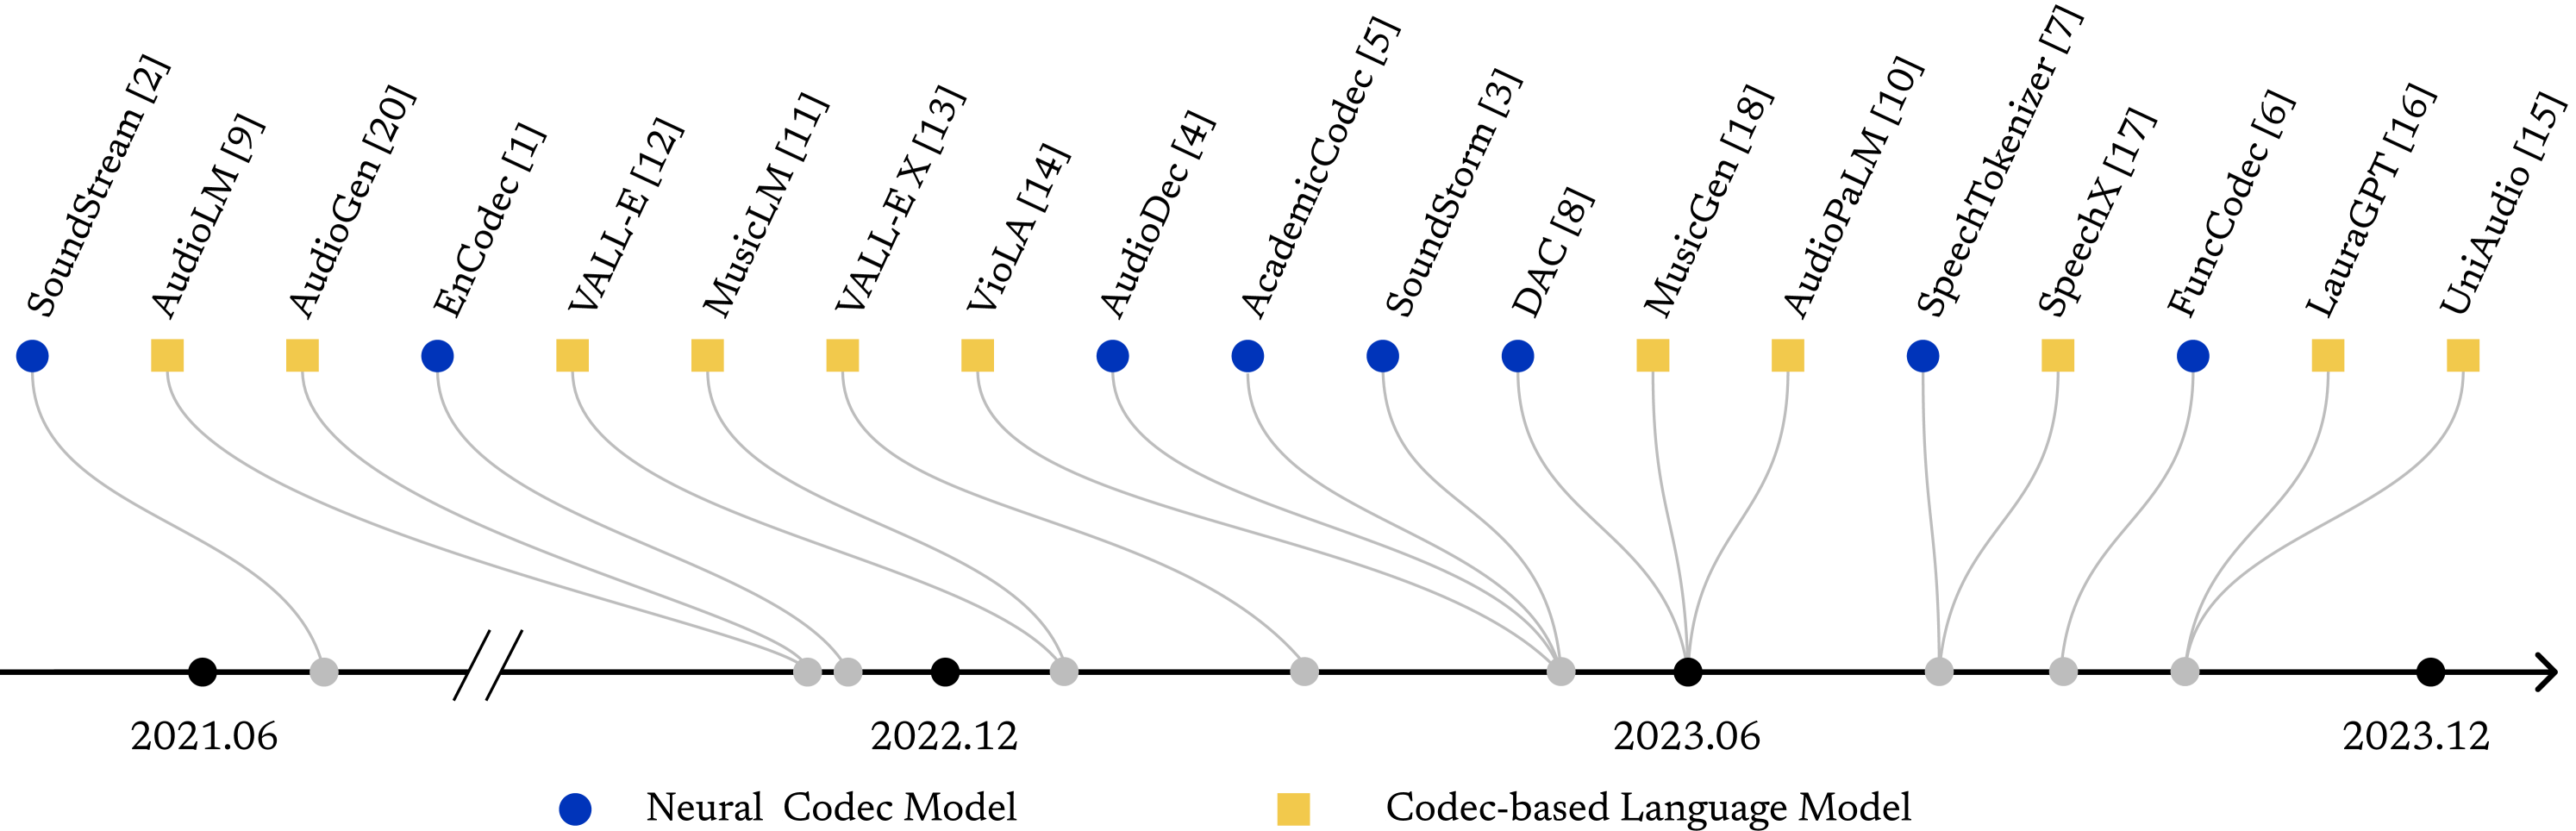 SoundStream [2]
AudioLM [9]
AudioGen [20]
EnCodec [1]
VALL-E [12]
MusicLM [11]
VALL-E X [13]
VioLA [14]
AudioDec [4]
AcademicCodec [5]
SoundStorm [3]
DAC [8]
MusicGen [18]
AudioPaLM [10]
SpeechTokenizer [7]
SpeechX [17]
FuncCodec [6]
LauraGPT [16]
UniAudio [15]
2021.06
2022.12
2023.06
2023.12
Neural Codec Model
Codec-based Language Model